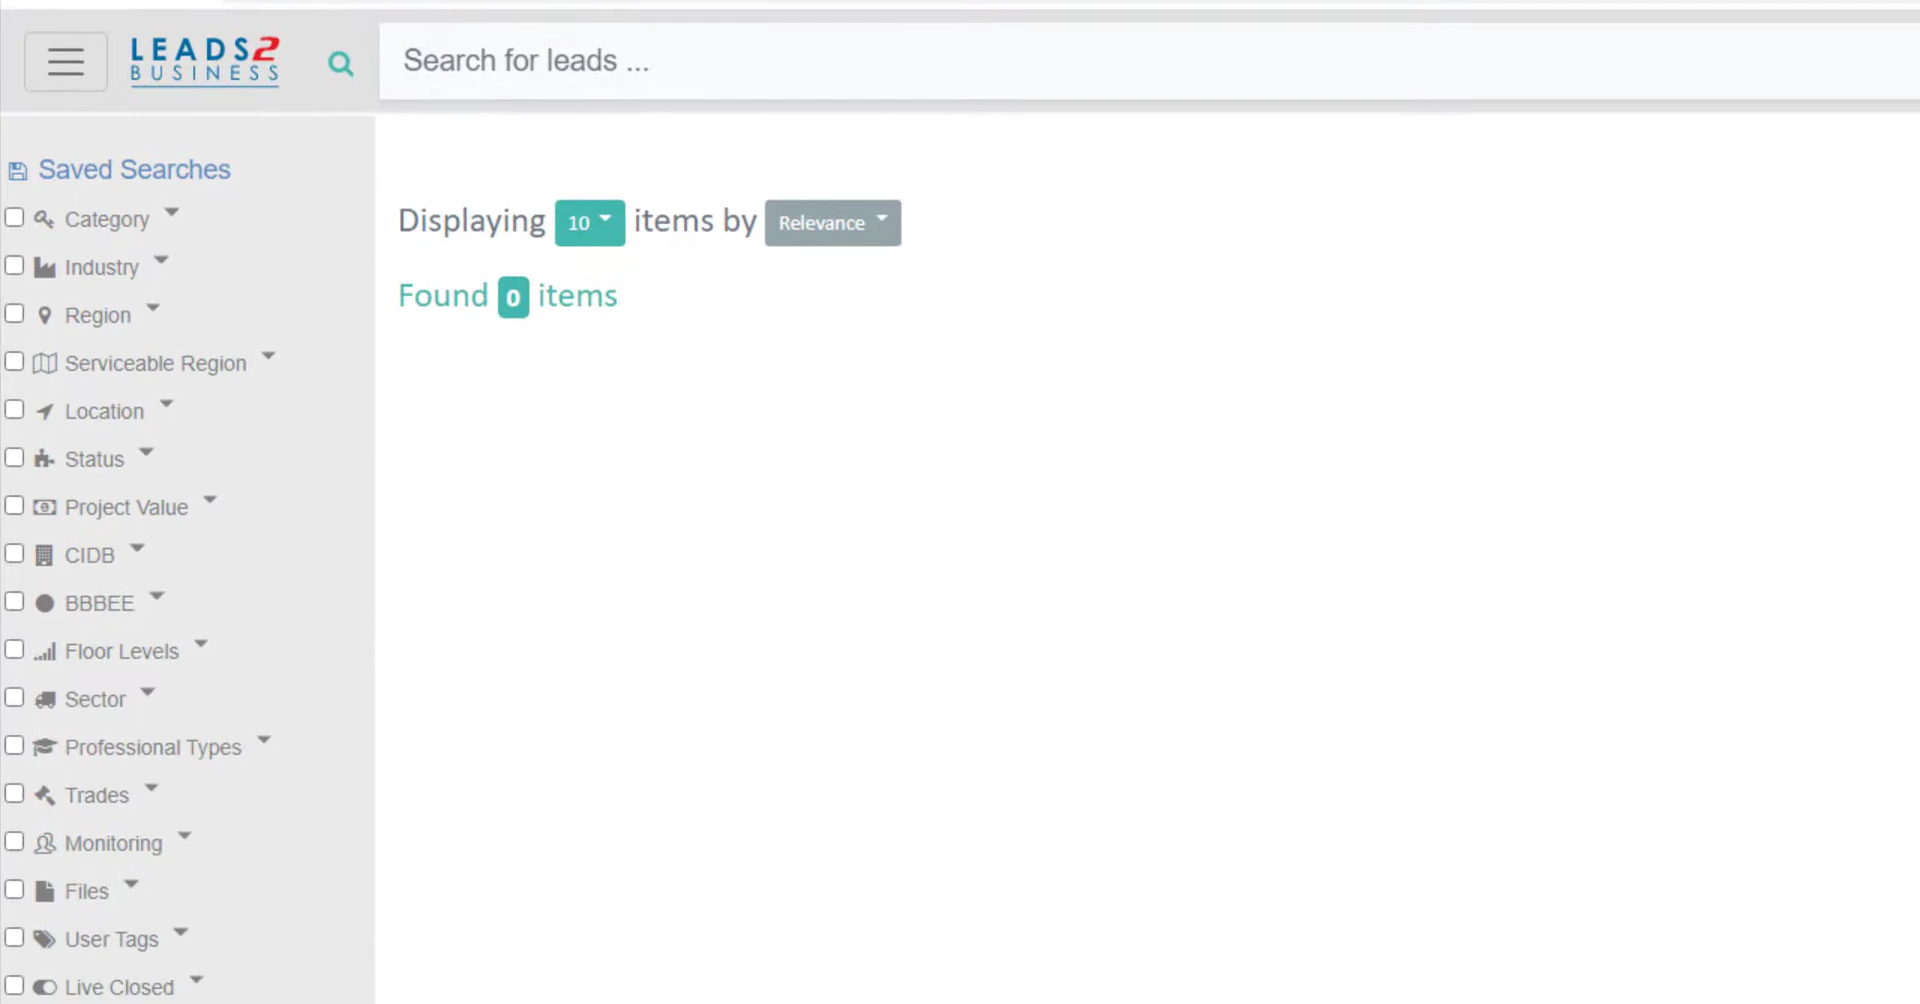 LEADS2
BUSINESS
Search for leads ...
Saved Searches
Category
Industry
Region
Serviceable Region
Location
Status
Project Value
CIDB
BBBEE
Floor Levels
Sector
Professional Types
Trades
Monitoring
Files
User Tags
Live Closed
Displaying 10 items by Relevance
Found 0 items